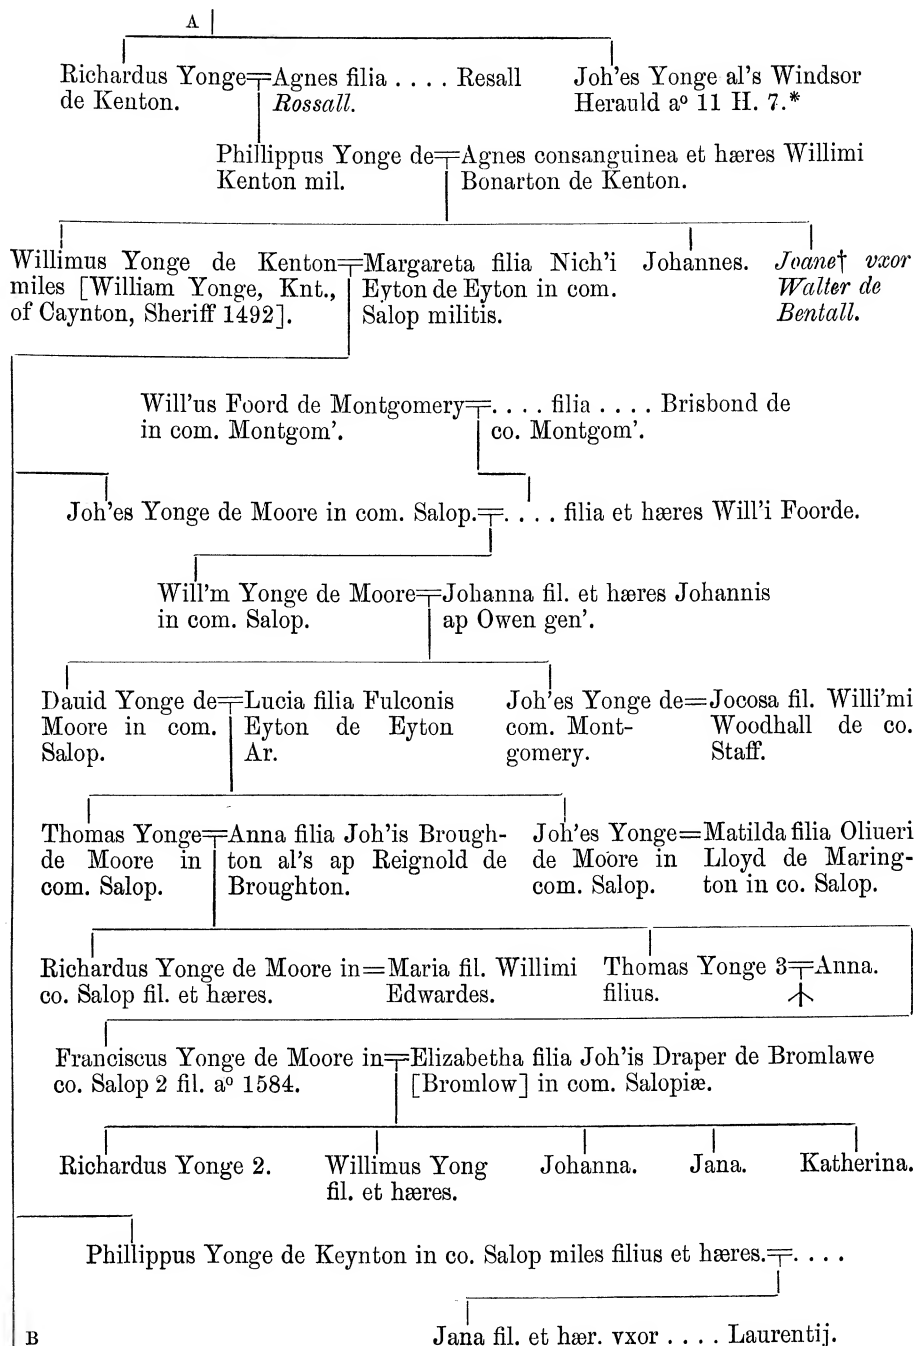 A
Richardus Yonge=Agnes filia . . . . Resall Joh'es Yonge al's Windsor
de Kenton. Rossall. Herauld aº 11 H. 7.*
Phillippus Yonge de=Agnes consanguinea et hæres Willimi
Kenton mil. Bonarton de Kenton.
Willimus Yonge de Kenton=Margareta filia Nich'i Johannes. Joane† vxor
miles [William Yonge, Knt., Eyton de Eyton in com. Walter de
of Caynton, Sheriff 1492]. Salop militis. Bentall.
Will'us Foord de Montgomery=. . . . filia . . . . Brisbond de
in com. Montgom'. co. Montgom'.
Joh'es Yonge de Moore in com. Salop.=. . . . filia et hæres Will'i Foorde.
Will'm Yonge de Moore=Johanna fil. et hæres Johannis
in com. Salop. ap Owen gen'.
Dauid Yonge de=Lucia filia Fulconis Joh'es Yonge de=Jocosa fil. Willi'mi
Moore in com. Eyton de Eyton com. Mont- Woodhall de co.
Salop. Ar. gomery. Staff.
Thomas Yonge=Anna filia Joh'is Brough- Joh'es Yonge=Matilda filia Oliueri
de Moore in ton al's ap Reignold de de Moore in Lloyd de Maring-
com. Salop. Broughton. com. Salop. ton in co. Salop.
Richardus Yonge de Moore in=Maria fil. Willimi Thomas Yonge 3=Anna.
co. Salop fil. et hæres. Edwardes. filius.
Franciscus Yonge de Moore in=Elizabetha filia Joh'is Draper de Bromlawe
co. Salop 2 fil. aº 1584. [Bromlow] in com. Salopiæ.
Richardus Yonge 2. Willimus Yong Johanna. Jana. Katherina.
fil. et hæres.
Phillippus Yonge de Keynton in co. Salop miles filius et hæres.=. . . .
B Jana fil. et hær. vxor . . . . Laurentij.